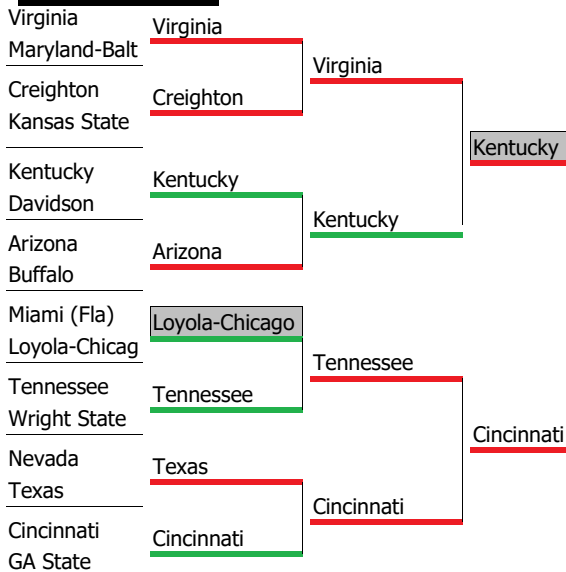 Virginia
Maryland-Balt
Creighton
Kansas State
Kentucky
Davidson
Arizona
Buffalo
Miami (Fla)
Loyola-Chicag
Tennessee
Wright State
Nevada
Texas
Cincinnati
GA State
Virginia
Creighton
Kentucky
Arizona
Loyola-Chicago
Tennessee
Texas
Cincinnati
Virginia
Kentucky
Tennessee
Cincinnati
Kentucky
Cincinnati